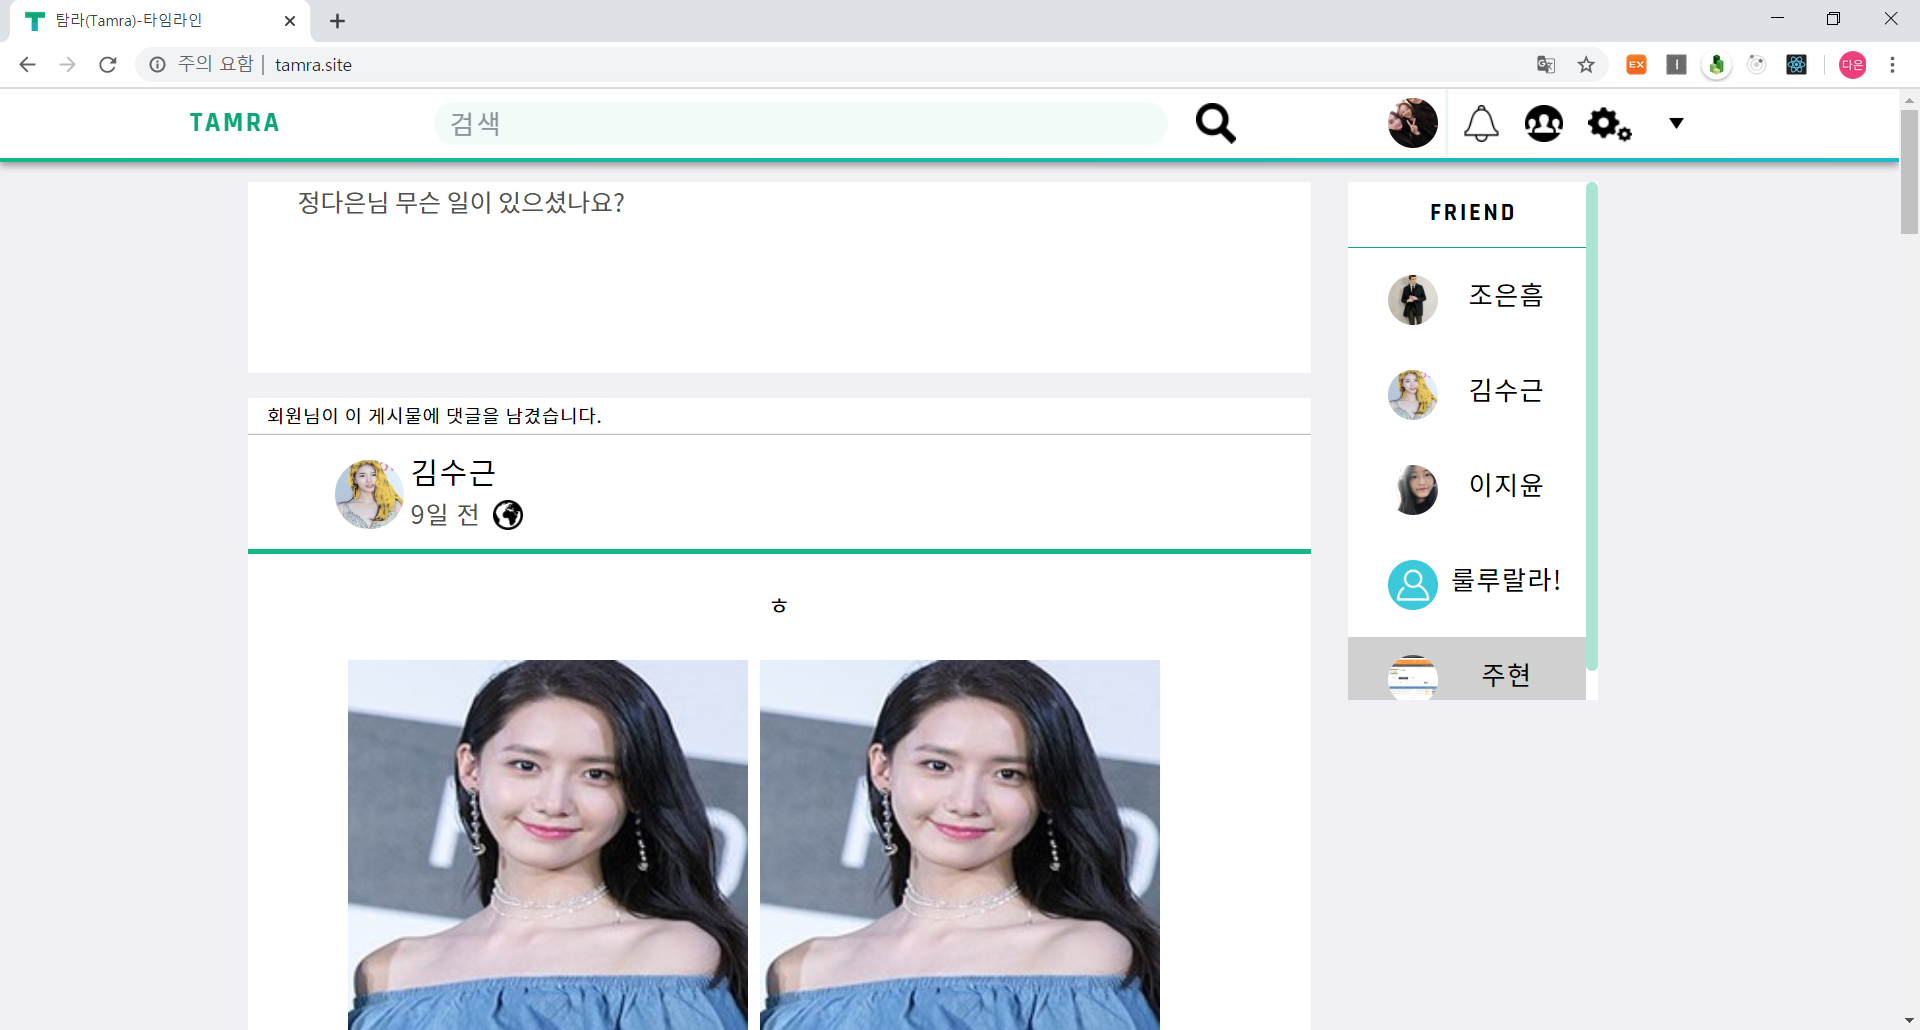 탐라(Tamra)-타임라인
주의 요함 | tamra.site
EX
다은
TAMRA
검색
정다은님 무슨 일이 있으셨나요?
회원님이 이 게시물에 댓글을 남겼습니다.
김수근
9일 전
ㅎ
FRIEND
조은흠
김수근
이지윤
룰루랄라!
주현